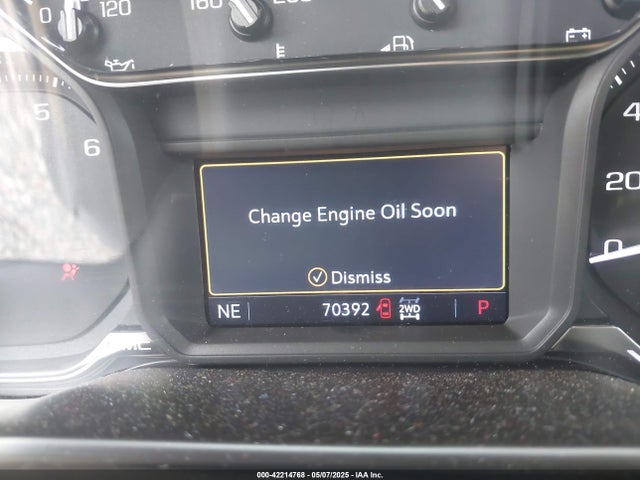 0 120 160 200
5
6
4
20
0
Change Engine Oil Soon
Dismiss
NE 70392 2WD P
000-42214768 - 05/07/2025 - IAA Inc.